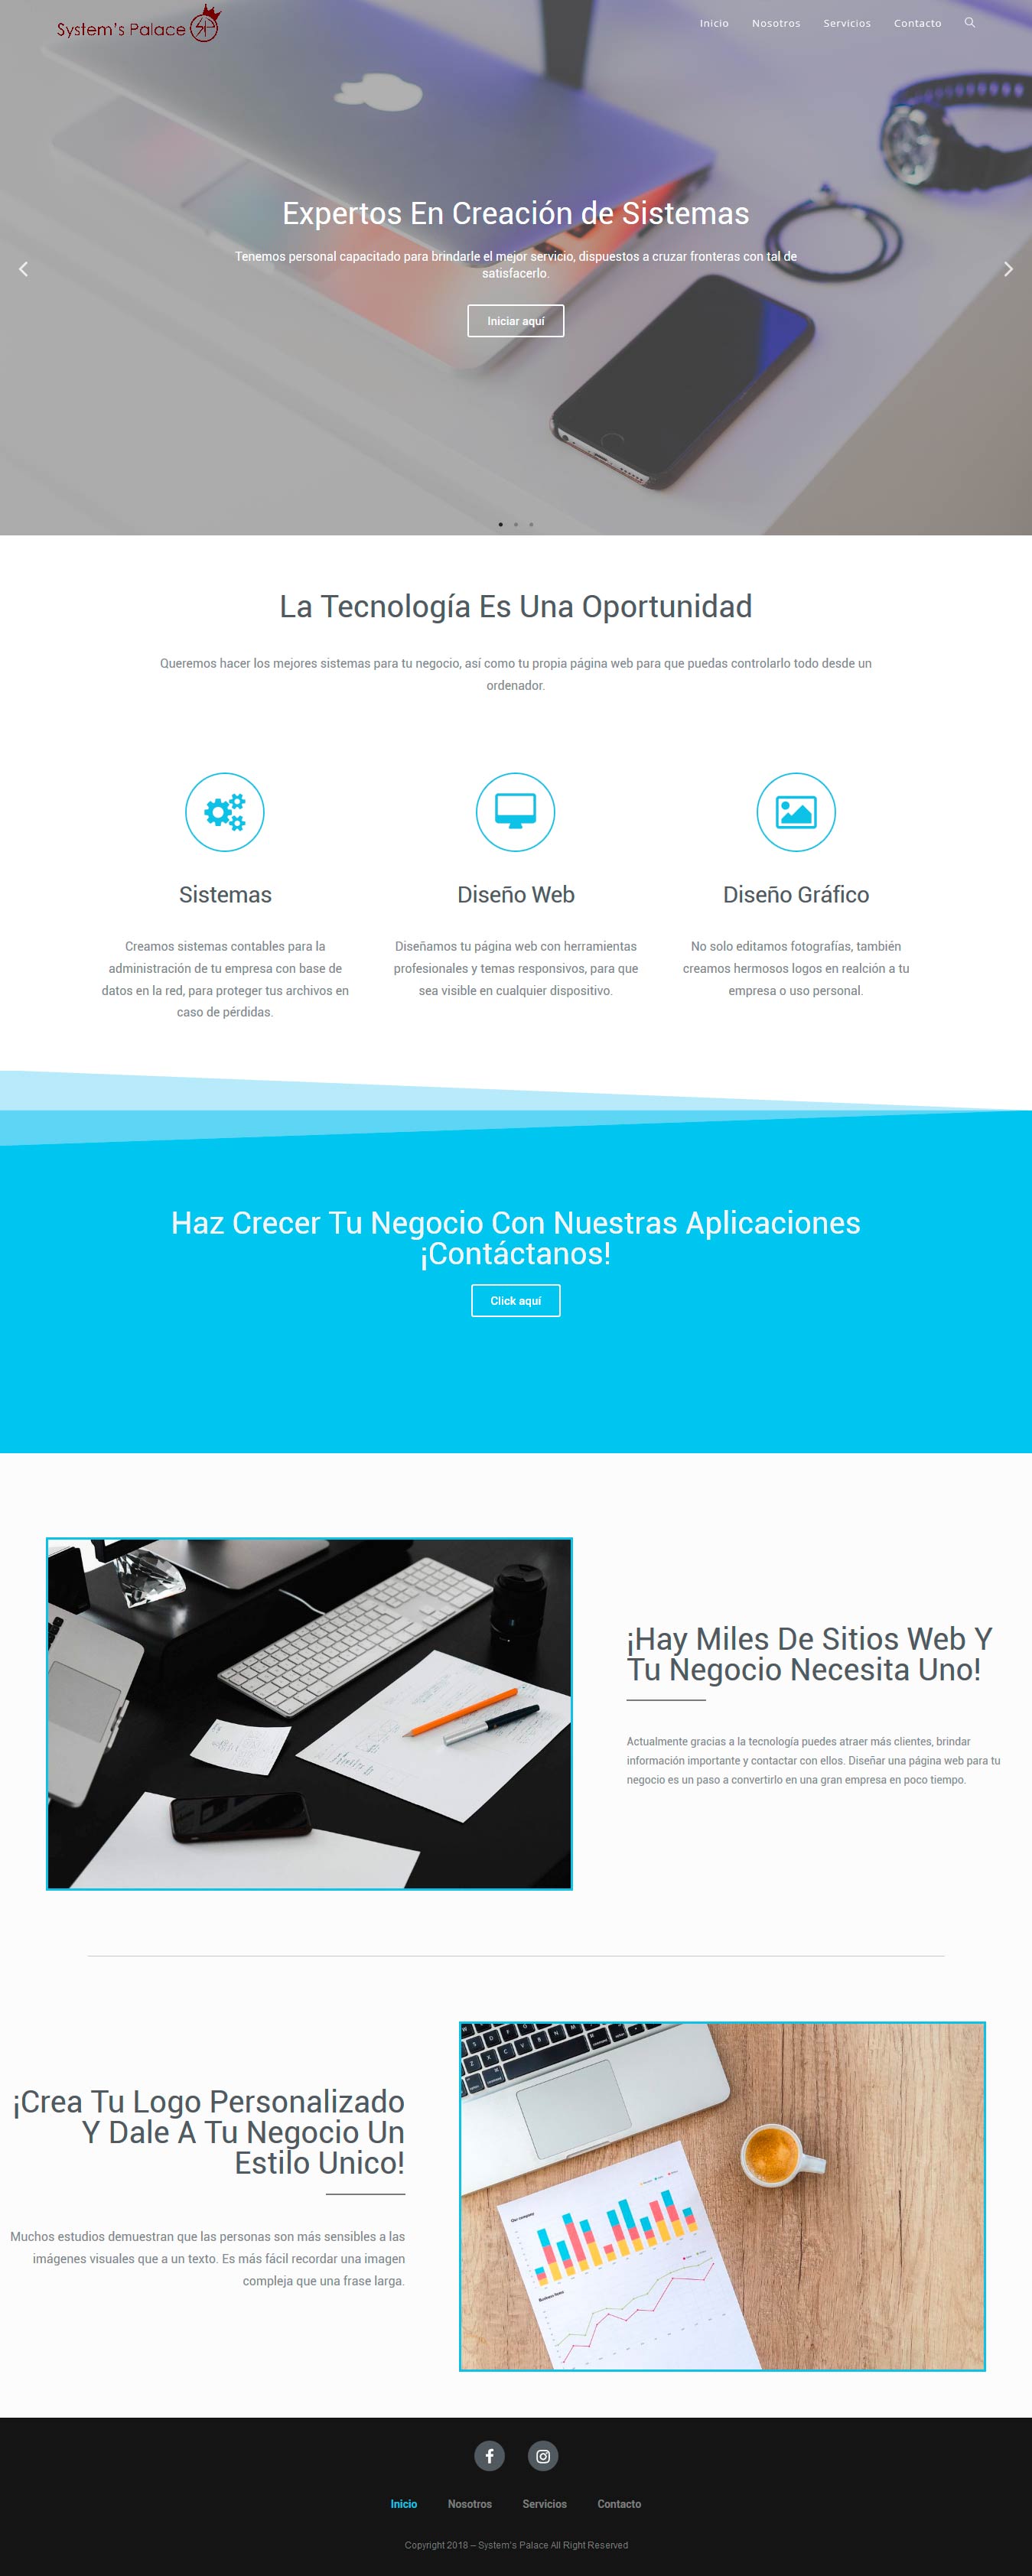 System's Palace
Inicio Nosotros Servicios Contacto
Expertos En Creación de Sistemas
Tenemos personal capacitado para brindarle el mejor servicio, dispuestos a cruzar fronteras con tal de
satisfacerlo.
Iniciar aquí
La Tecnología Es Una Oportunidad
Queremos hacer los mejores sistemas para tu negocio, así como tu propia página web para que puedas controlarlo todo desde un
ordenador.
Sistemas
Creamos sistemas contables para la
administración de tu empresa con base de
datos en la red, para proteger tus archivos en
caso de pérdidas.
Diseño Web
Diseñamos tu página web con herramientas
profesionales y temas responsivos, para que
sea visible en cualquier dispositivo.
Diseño Gráfico
No solo editamos fotografías, también
creamos hermosos logos en realción a tu
empresa o uso personal.
Haz Crecer Tu Negocio Con Nuestras Aplicaciones
¡Contáctanos!
Click aquí
¡Hay Miles De Sitios Web Y
Tu Negocio Necesita Uno!
Actualmente gracias a la tecnología puedes atraer más clientes, brindar
información importante y contactar con ellos. Diseñar una página web para tu
negocio es un paso a convertirlo en una gran empresa en poco tiempo.
¡Crea Tu Logo Personalizado
Y Dale A Tu Negocio Un
Estilo Unico!
Muchos estudios demuestran que las personas son más sensibles a las
imágenes visuales que a un texto. Es más fácil recordar una imagen
compleja que una frase larga.
Our company
Inicio Nosotros Servicios Contacto
Copyright 2018 – System's Palace All Right Reserved